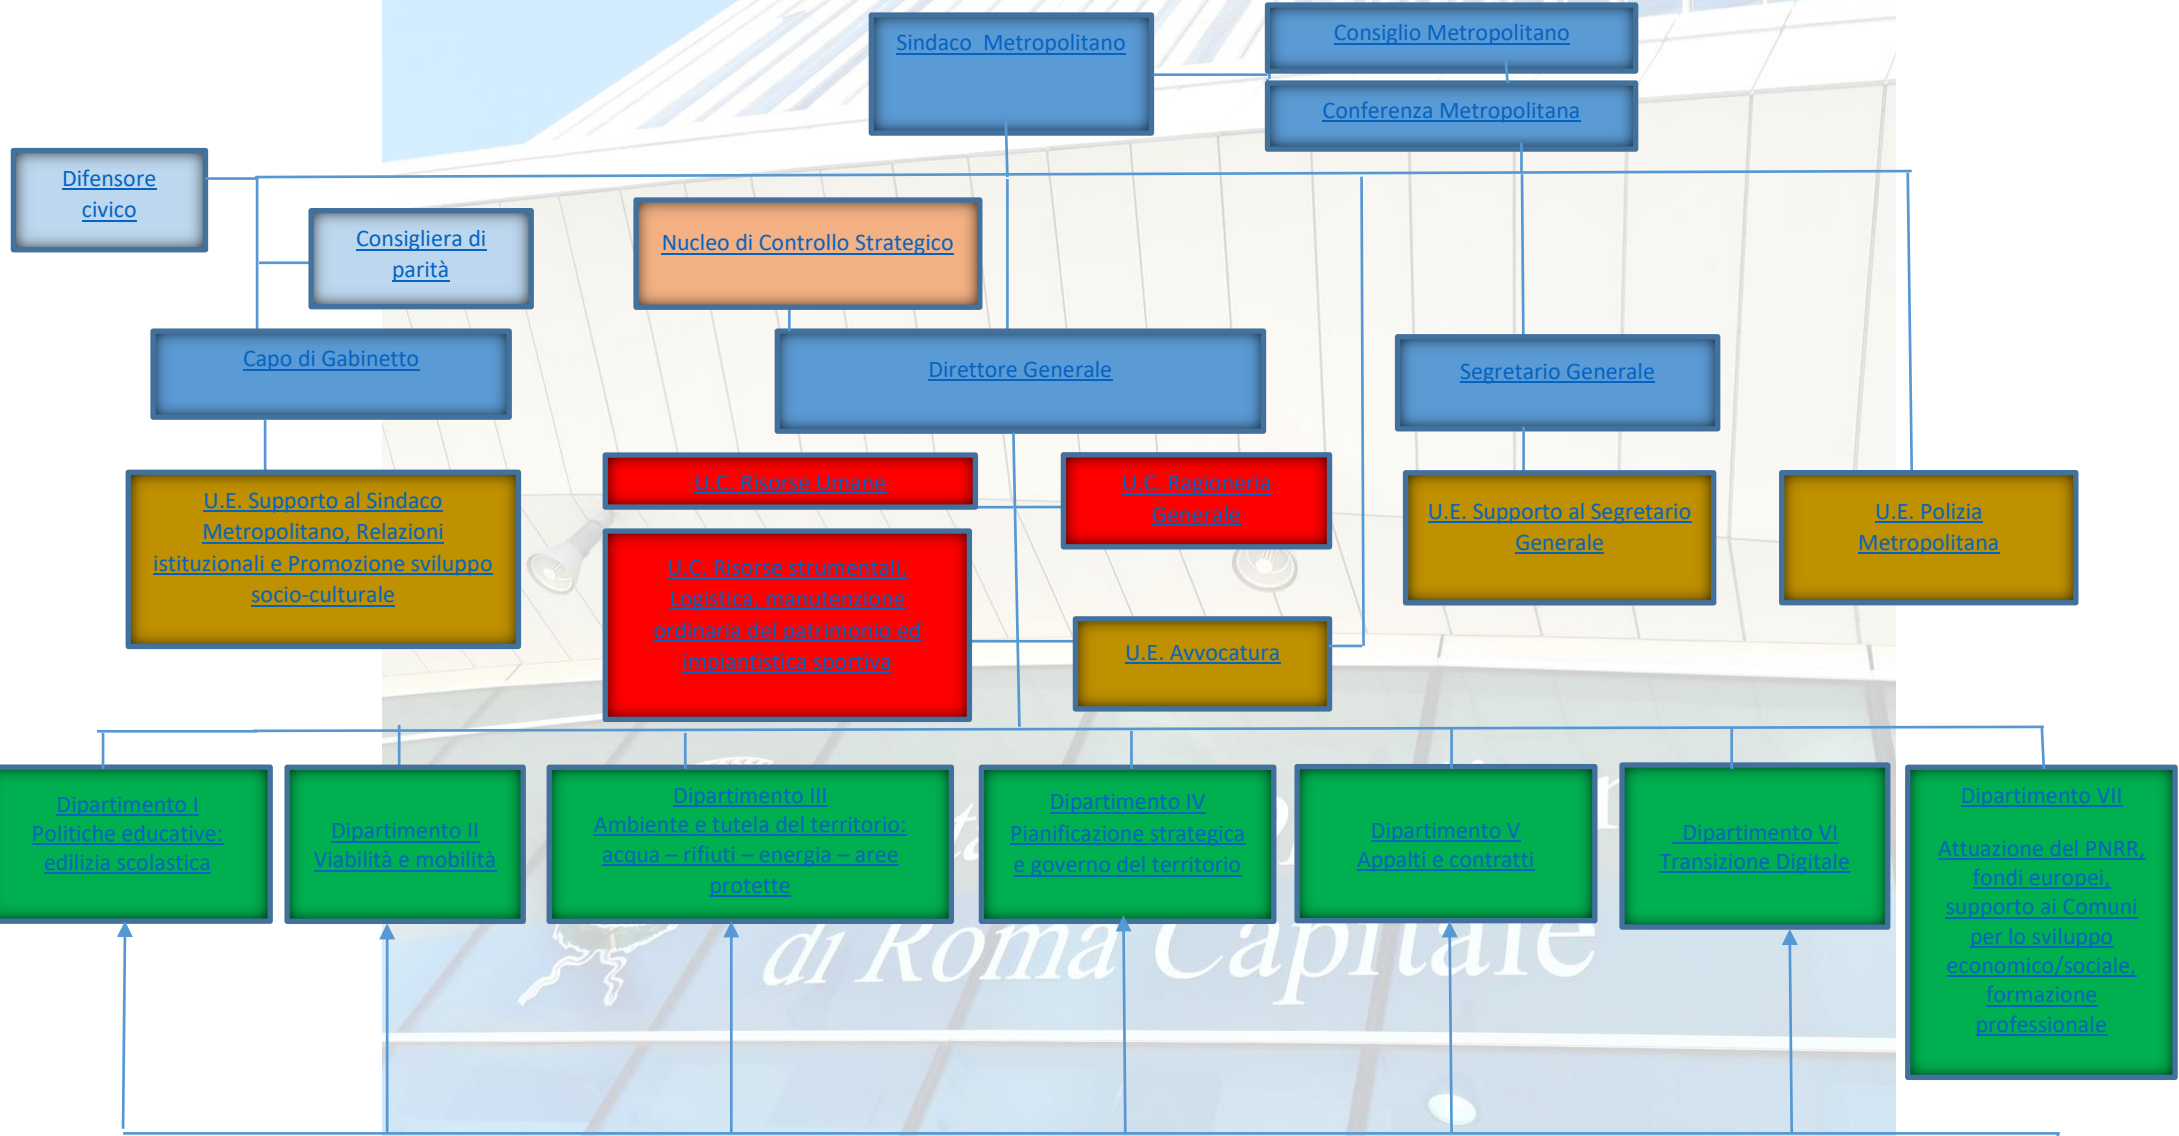 Sindaco  Metropolitano
Consiglio Metropolitano
Conferenza Metropolitana
Difensore
civico
Consigliera di
parità
Nucleo di Controllo Strategico
Capo di Gabinetto
Direttore Generale
Segretario Generale
U.E. Supporto al Sindaco
Metropolitano, Relazioni
istituzionali e Promozione sviluppo
socio-culturale
U.C. Risorse Umane
U.C. Ragioneria
Generale
U.E. Supporto al Segretario
Generale
U.E. Polizia
Metropolitana
U.C. Risorse strumentali,
Logistica, manutenzione
ordinaria del patrimonio ed
impiantistica sportiva
U.E. Avvocatura
Dipartimento I
Politiche educative:
edilizia scolastica
Dipartimento II
Viabilità e mobilità
Dipartimento III
Ambiente e tutela del territorio:
acqua – rifiuti – energia – aree
protette
Dipartimento IV
Pianificazione strategica
e governo del territorio
Dipartimento V
Appalti e contratti
Dipartimento VI
Transizione Digitale
Dipartimento VII
Attuazione del PNRR,
fondi europei,
supporto ai Comuni
per lo sviluppo
economico/sociale,
formazione
professionale
di Roma Capitale